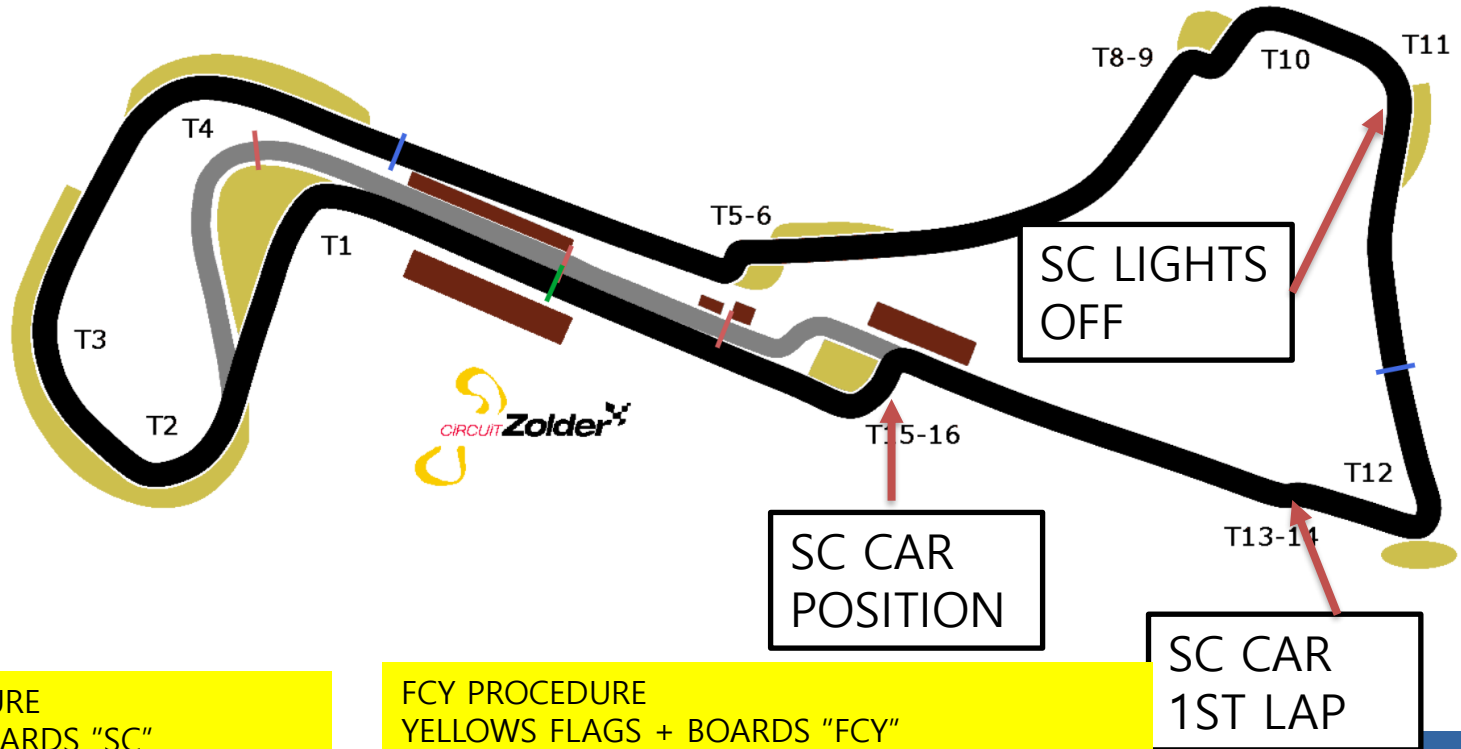 T11
T8-9
T10
T4
T5-6
T1
SC LIGHTS
OFF
T3
CiRCUiT Zolder
T2
T15-16
T12
T13-14
SC CAR
POSITION
SC CAR
1ST LAP
URE
ARDS "SC"
FCY PROCEDURE
YELLOWS FLAGS + BOARDS "FCY"